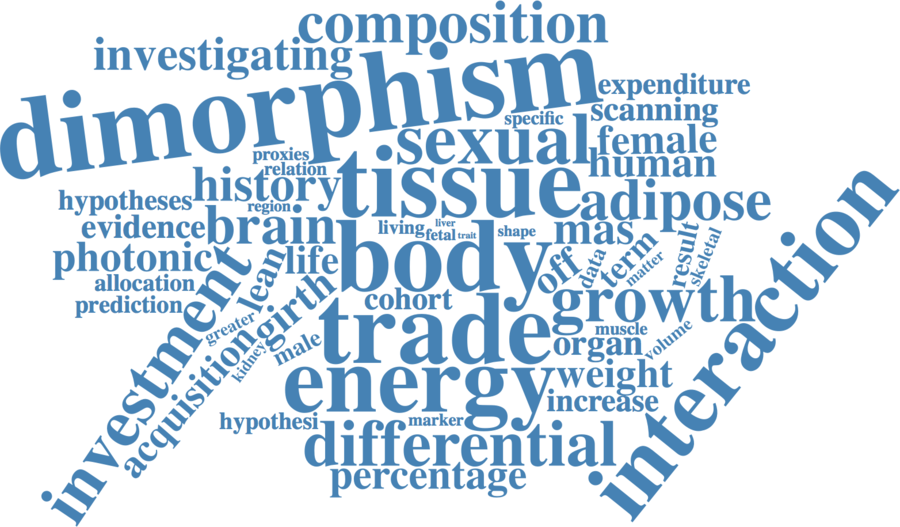 composition
investigating
dimorphism
expenditure
scanning
specific
sexual
female
human
proxies
relation
history
region
tissue
adipose
hypotheses
evidence
brain
living
liver
fetal
trait
shape
mas
photonic
life
body
off
data
term
matter
result
skeletal
allocation
prediction
investment
lean
girth
cohort
growth
interaction
greater
acquisition
kidney
male
trade
muscle
organ
volume
energy
weight
increase
hypothesi
marker
differential
percentage